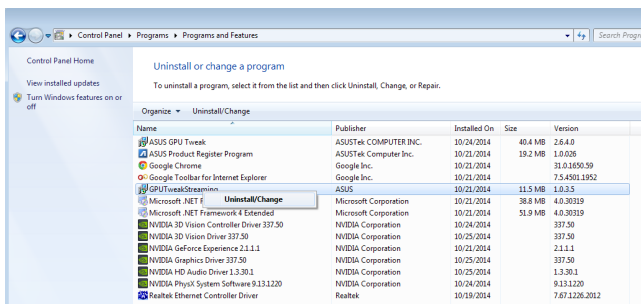 Control Panel ▸ Programs ▸ Programs and Features
Search Progr
Control Panel Home
View installed updates
Turn Windows features on or
off
Uninstall or change a program
To uninstall a program, select it from the list and then click Uninstall, Change, or Repair.
Organize Uninstall/Change
Name Publisher Installed On Size Version
ASUS GPU Tweak ASUSTek COMPUTER INC. 10/24/2014 40.4 MB 2.6.4.0
ASUS Product Register Program ASUSTek Computer Inc. 10/21/2014 19.2 MB 1.0.026
Google Chrome Google Inc. 10/21/2014 31.0.1650.59
Google Toolbar for Internet Explorer Google Inc. 10/21/2014 7.5.4501.1952
GPUTweakStreaming ASUS 10/21/2014 11.5 MB 1.0.3.5
Microsoft .NET F Uninstall/Change Microsoft Corporation 10/21/2014 38.8 MB 4.0.30319
Microsoft .NET Framework 4 Extended Microsoft Corporation 10/21/2014 51.9 MB 4.0.30319
NVIDIA 3D Vision Controller Driver 337.50 NVIDIA Corporation 10/24/2014 337.50
NVIDIA 3D Vision Driver 337.50 NVIDIA Corporation 10/25/2014 337.50
NVIDIA GeForce Experience 2.1.1.1 NVIDIA Corporation 10/21/2014 2.1.1.1
NVIDIA Graphics Driver 337.50 NVIDIA Corporation 10/25/2014 337.50
NVIDIA HD Audio Driver 1.3.30.1 NVIDIA Corporation 10/25/2014 1.3.30.1
NVIDIA PhysX System Software 9.13.1220 NVIDIA Corporation 10/24/2014 9.13.1220
Realtek Ethernet Controller Driver Realtek 10/19/2014 7.67.1226.2012